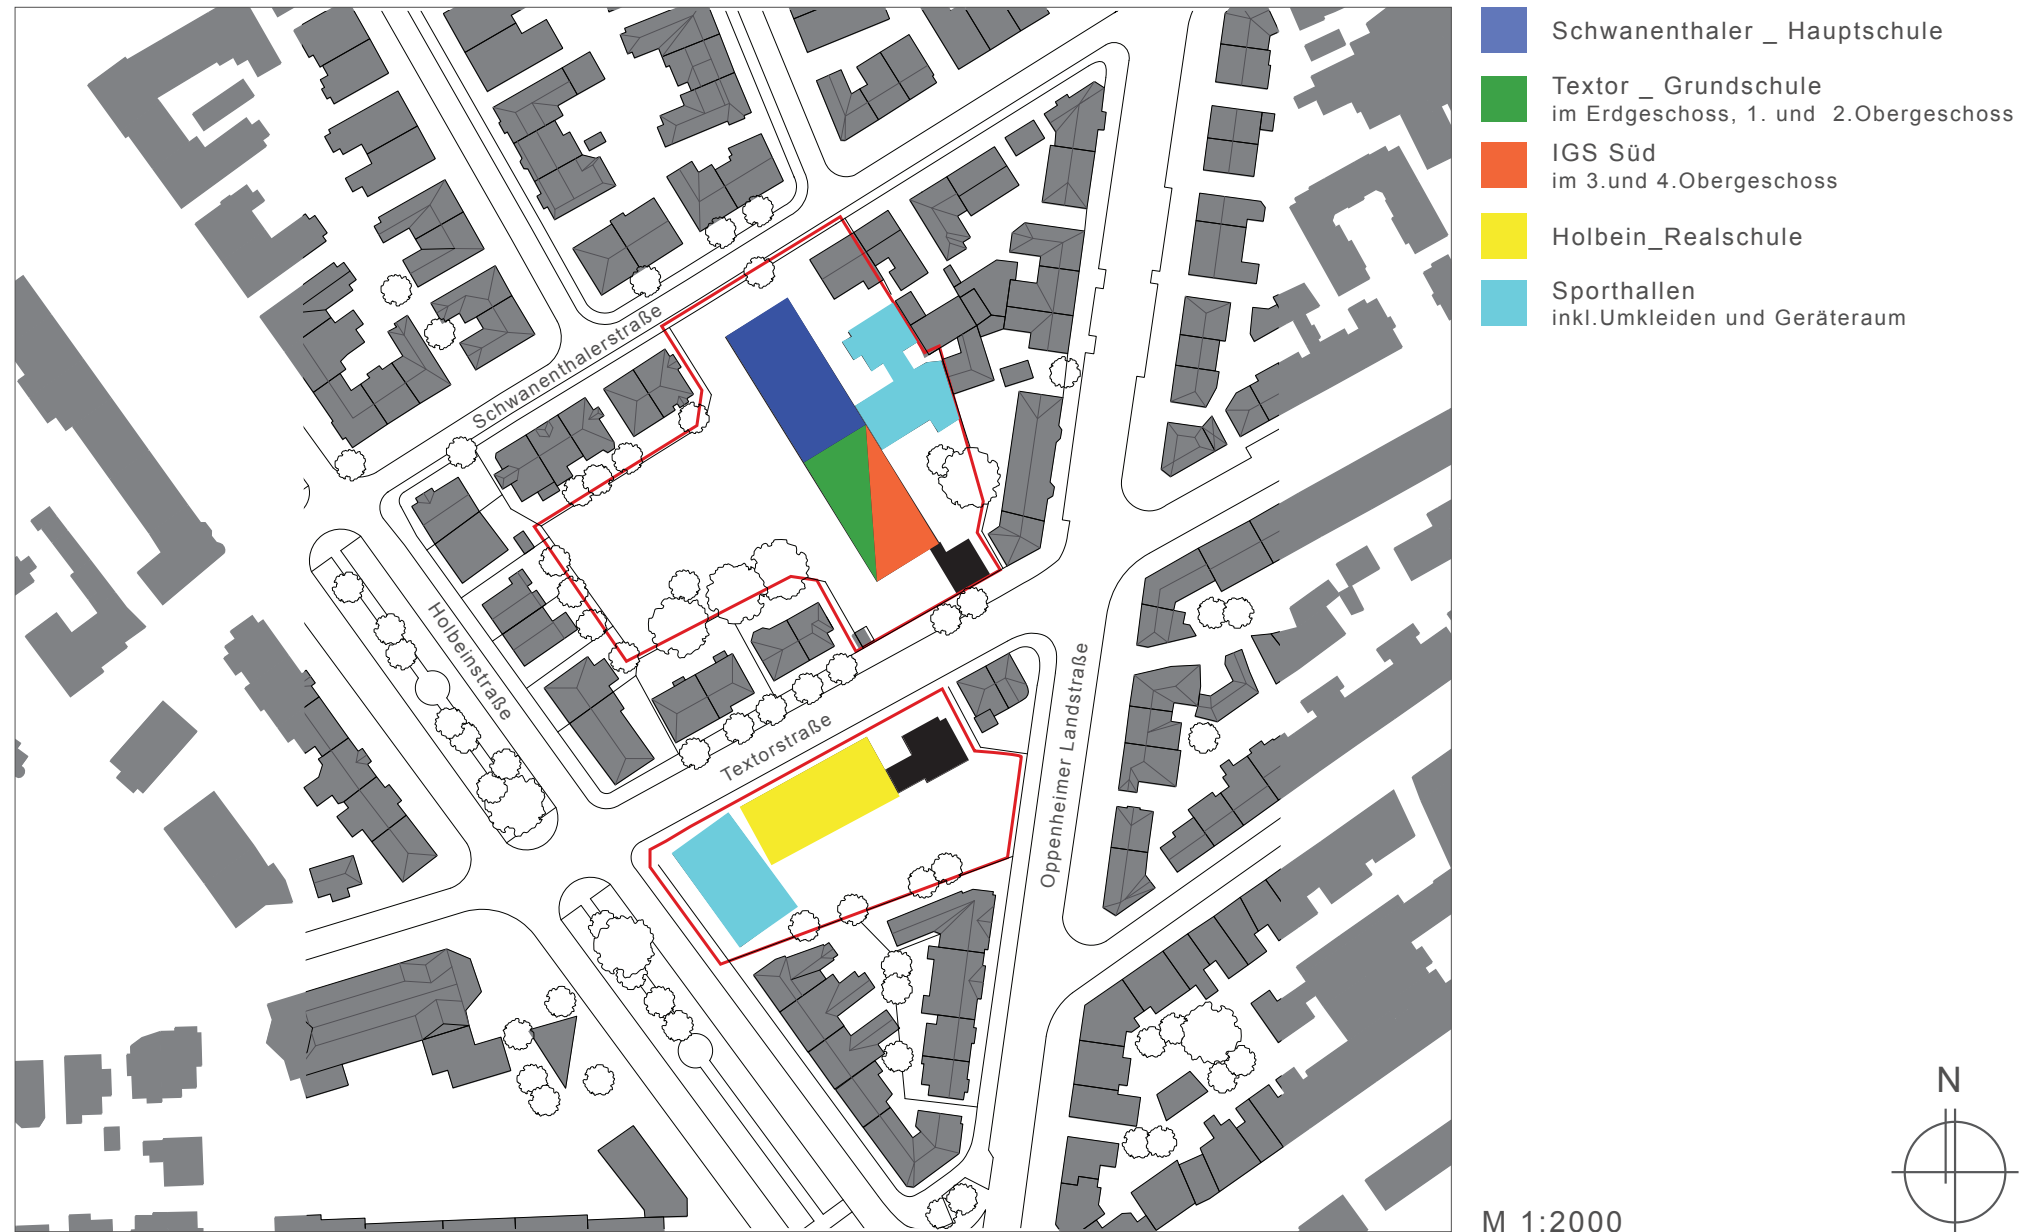 Schwanenthaler _ Hauptschule
Textor _ Grundschule
im Erdgeschoss, 1. und 2.Obergeschoss
IGS Süd
im 3.und 4.Obergeschoss
Holbein_Realschule
Sporthallen
inkl.Umkleiden und Geräteraum
Schwanenthalerstraße
Holbeinstraße
Textorstraße
Oppenheimer Landstraße
N
M 1:2000